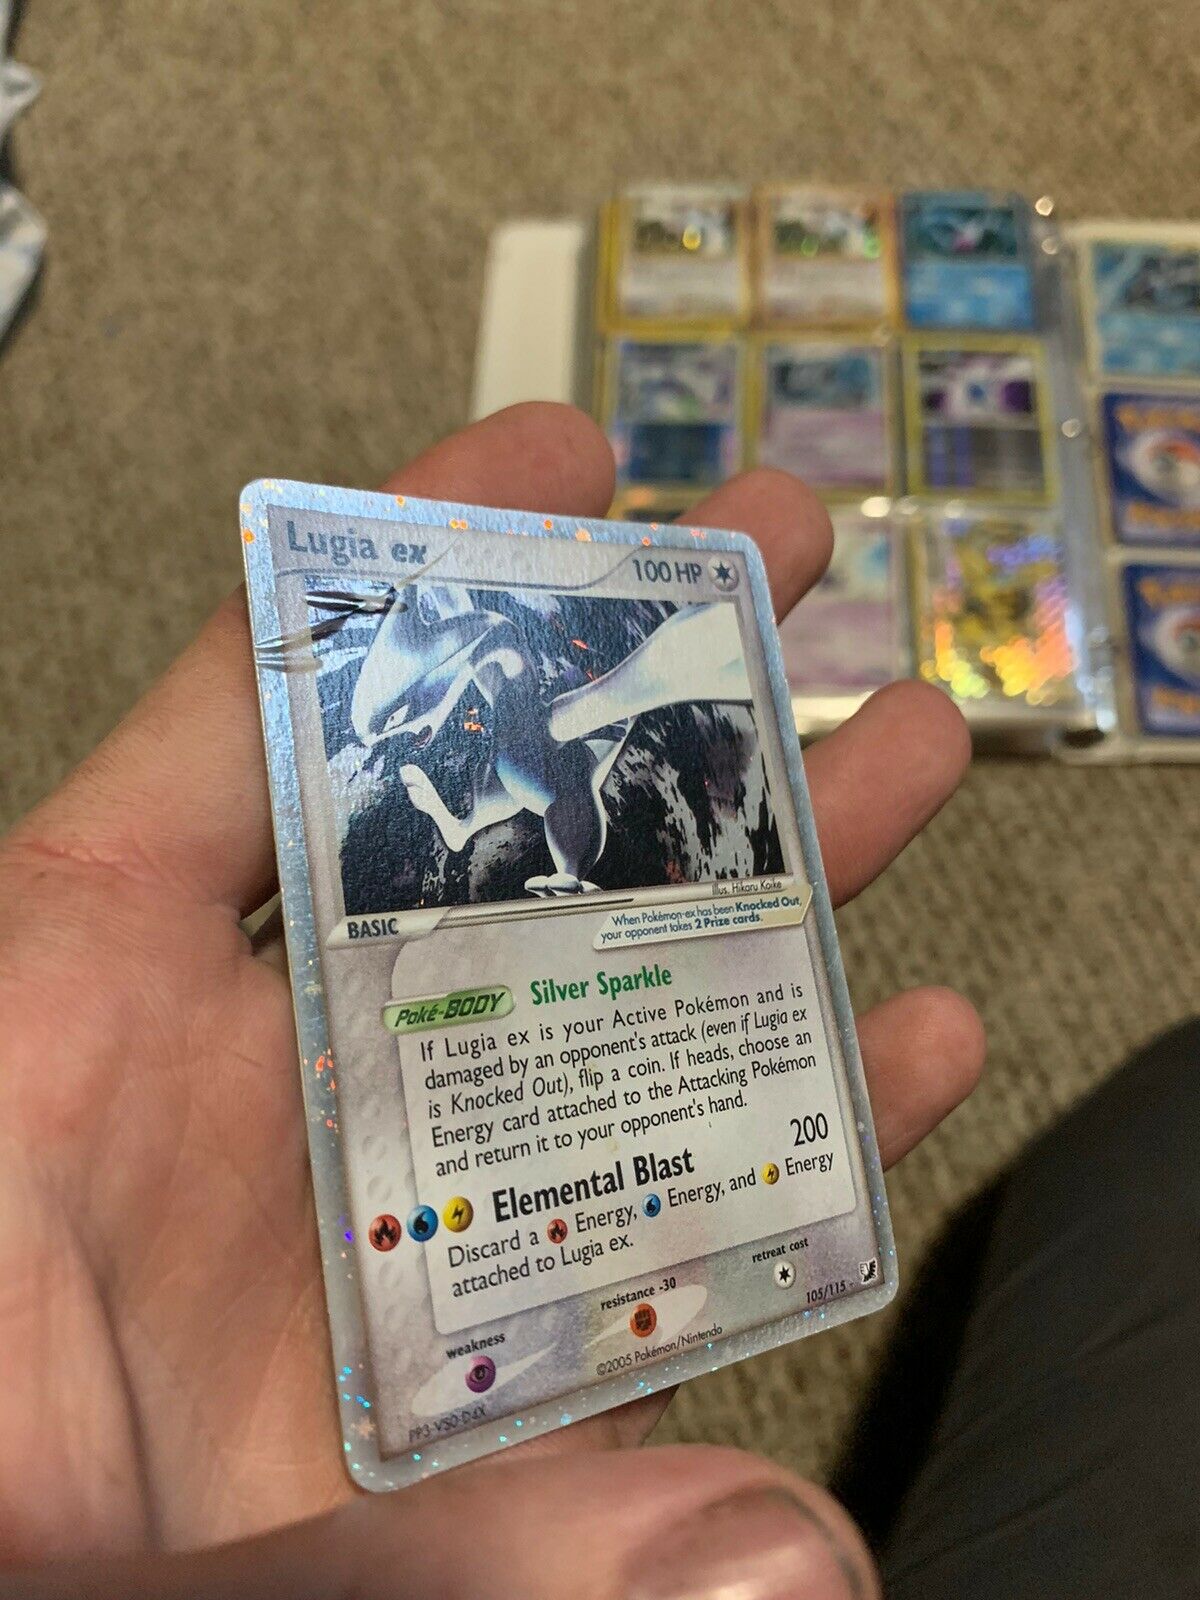 Lugia ex
100 HP
Illus. Hikaru Koike
BASIC
When Pokémon-ex has been Knocked Out,
your opponent takes 2 Prize cards.
Poké-BODY Silver Sparkle
If Lugia ex is your Active Pokémon and is
damaged by an opponent's attack (even if Lugia ex
is Knocked Out), flip a coin. If heads, choose an
Energy card attached to the Attacking Pokémon
and return it to your opponent's hand.
Elemental Blast 200
Discard a Energy, Energy, and Energy
attached to Lugia ex.
weakness
resistance -30
retreat cost
PP3-VSO-D4X
©2005 Pokémon/Nintendo
105/115